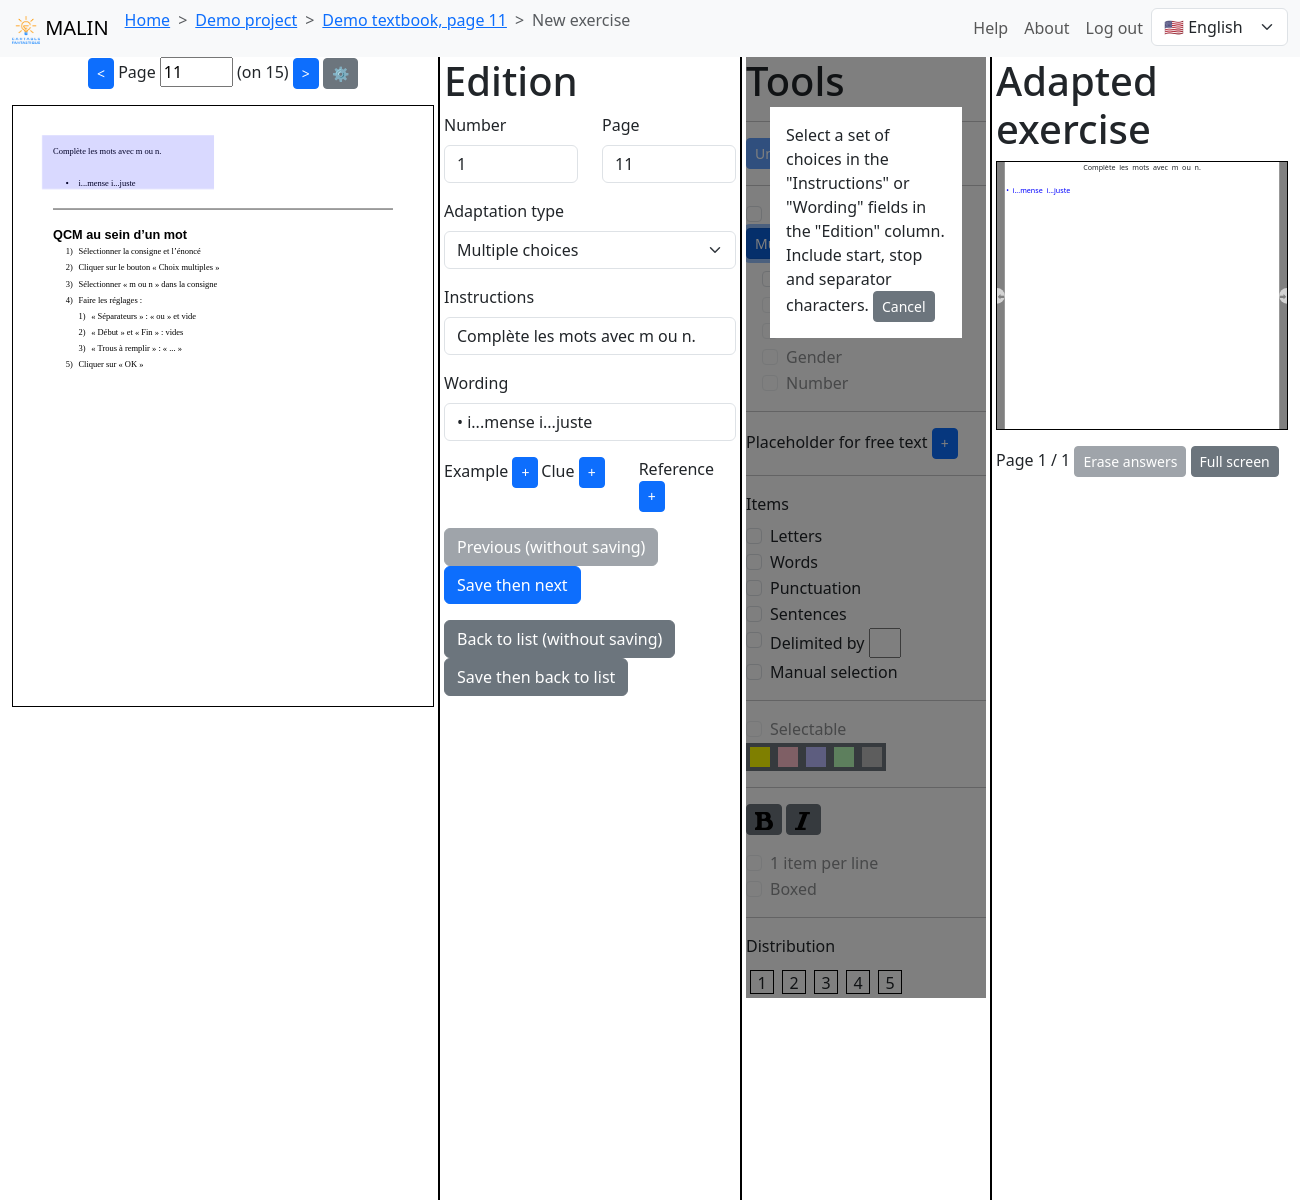 MALIN
Home > Demo project > Demo textbook, page 11 > New exercise
Help About Log out 🇺🇸 English
< Page 11 (on 15) > ⚙️
Complète les mots avec m ou n.
• i...mense i...juste
QCM au sein d’un mot
1) Sélectionner la consigne et l’énoncé
2) Cliquer sur le bouton « Choix multiples »
3) Sélectionner « m ou n » dans la consigne
4) Faire les réglages :
1) « Séparateurs » : « ou » et vide
2) « Début » et « Fin » : vides
3) « Trous à remplir » : « ... »
5) Cliquer sur « OK »
Edition
Number Page
1 11
Adaptation type
Multiple choices
Instructions
Complète les mots avec m ou n.
Wording
• i...mense i...juste
Example + Clue + Reference
+
Previous (without saving)
Save then next
Back to list (without saving)
Save then back to list
Tools
Select a set of
choices in the
"Instructions" or
"Wording" fields in
the "Edition" column.
Include start, stop
and separator
characters. Cancel
Gender
Number
Placeholder for free text +
Items
Letters
Words
Punctuation
Sentences
Delimited by
Manual selection
Selectable
B I
1 item per line
Boxed
Distribution
1 2 3 4 5
Adapted
exercise
Complète les mots avec m ou n.
• i...mense i...juste
Page 1 / 1 Erase answers Full screen